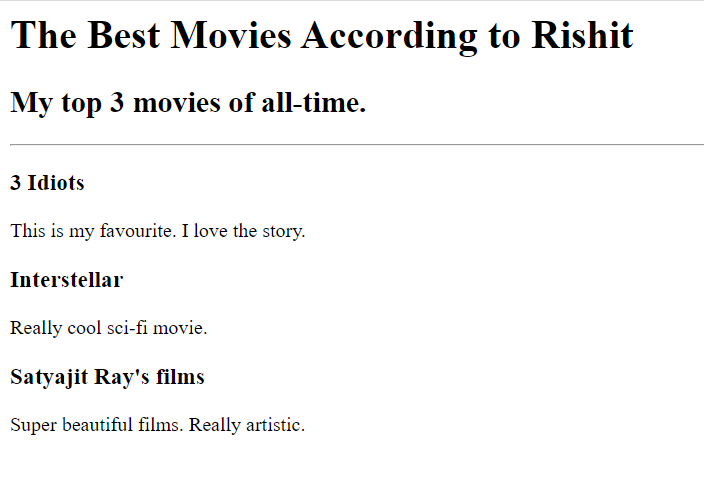 The Best Movies According to Rishit
My top 3 movies of all-time.
3 Idiots
This is my favourite. I love the story.
Interstellar
Really cool sci-fi movie.
Satyajit Ray's films
Super beautiful films. Really artistic.